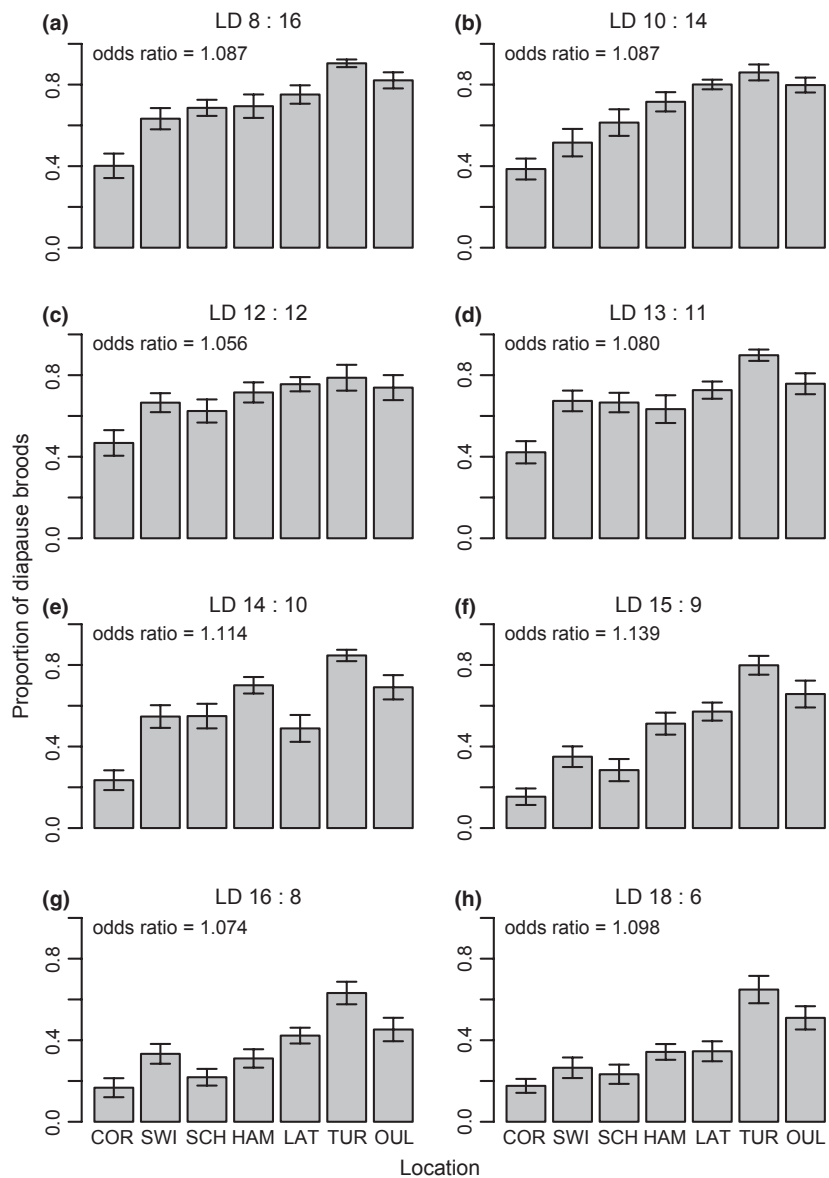 (a) LD 8 : 16
odds ratio = 1.087
0.0 0.4 0.8
(b) LD 10 : 14
odds ratio = 1.087
0.0 0.4 0.8
(c) LD 12 : 12
odds ratio = 1.056
0.0 0.4 0.8
(d) LD 13 : 11
odds ratio = 1.080
0.0 0.4 0.8
Proportion of diapause broods
(e) LD 14 : 10
odds ratio = 1.114
0.0 0.4 0.8
(f) LD 15 : 9
odds ratio = 1.139
0.0 0.4 0.8
(g) LD 16 : 8
odds ratio = 1.074
0.0 0.4 0.8
COR SWI SCH HAM LAT TUR OUL
(h) LD 18 : 6
odds ratio = 1.098
0.0 0.4 0.8
COR SWI SCH HAM LAT TUR OUL
Location